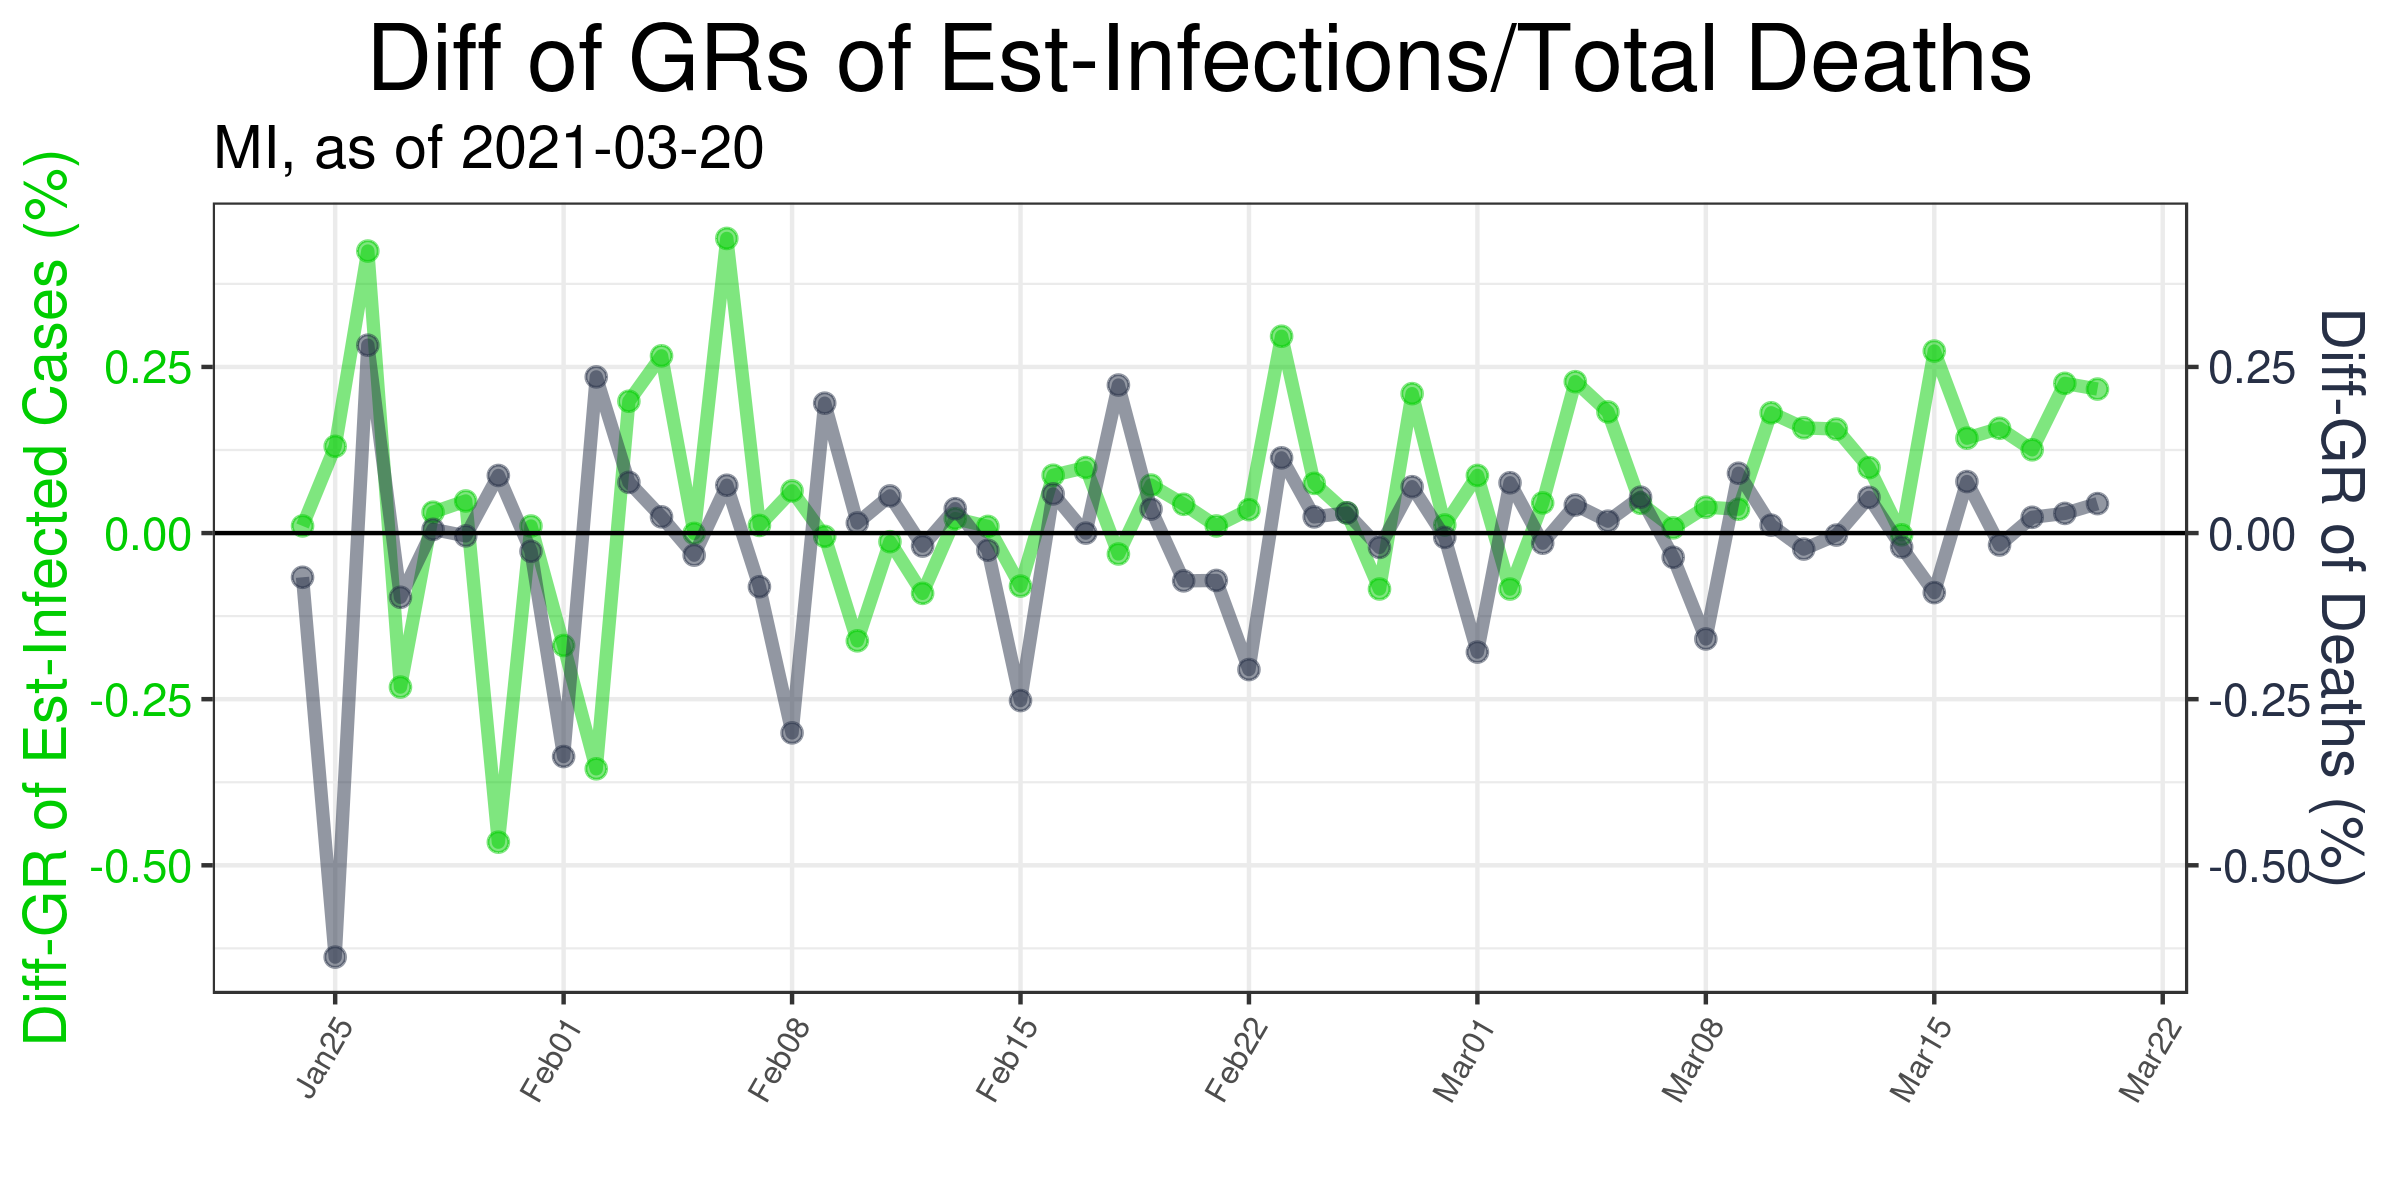 Diff of GRs of Est-Infections/Total Deaths
MI, as of 2021-03-20
Diff-GR of Est-Infected Cases (%)
0.25
0.00
-0.25
-0.50
0.25
0.00
-0.25
-0.50
Diff-GR of Deaths (%)
Jan25
Feb01
Feb08
Feb15
Feb22
Mar01
Mar08
Mar15
Mar22